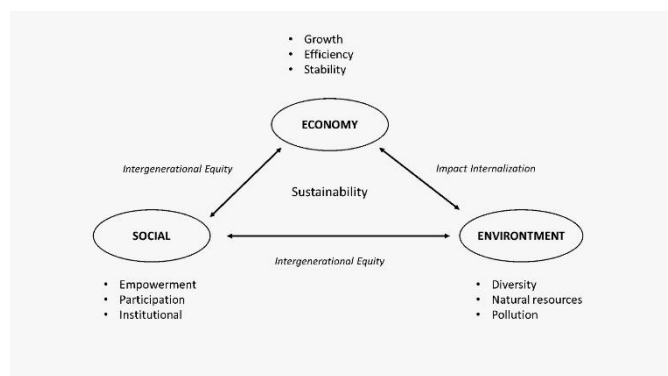 • Growth
• Efficiency
• Stability
ECONOMY
Intergenerational Equity
Impact Internalization
Sustainability
SOCIAL
ENVIRONTMENT
Intergenerational Equity
• Empowerment
• Participation
• Institutional
• Diversity
• Natural resources
• Pollution